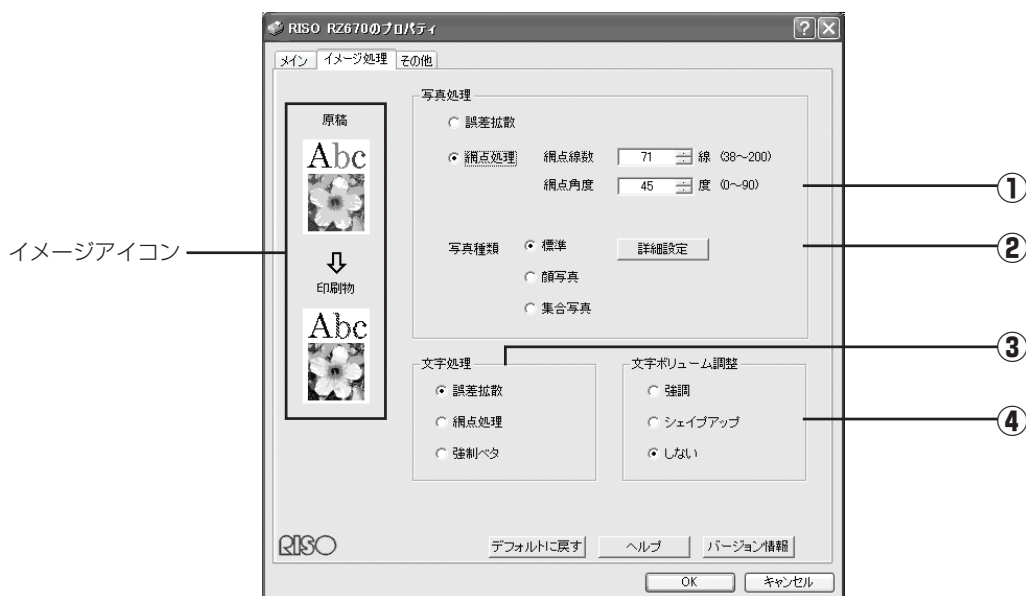 RISO RZ670のプロパティ
メイン イメージ処理 その他
イメージアイコン
原稿
Abc
印刷物
Abc
写真処理
誤差拡散
網点処理 網点線数 71 線 (38～200)
網点角度 45 度 (0～90)
①
写真種類 標準 詳細設定
②
顔写真
集合写真
文字処理
③
誤差拡散
網点処理
強制ベタ
文字ボリューム調整
強調
シェイプアップ
④
しない
RISO
デフォルトに戻す ヘルプ バージョン情報
OK キャンセル